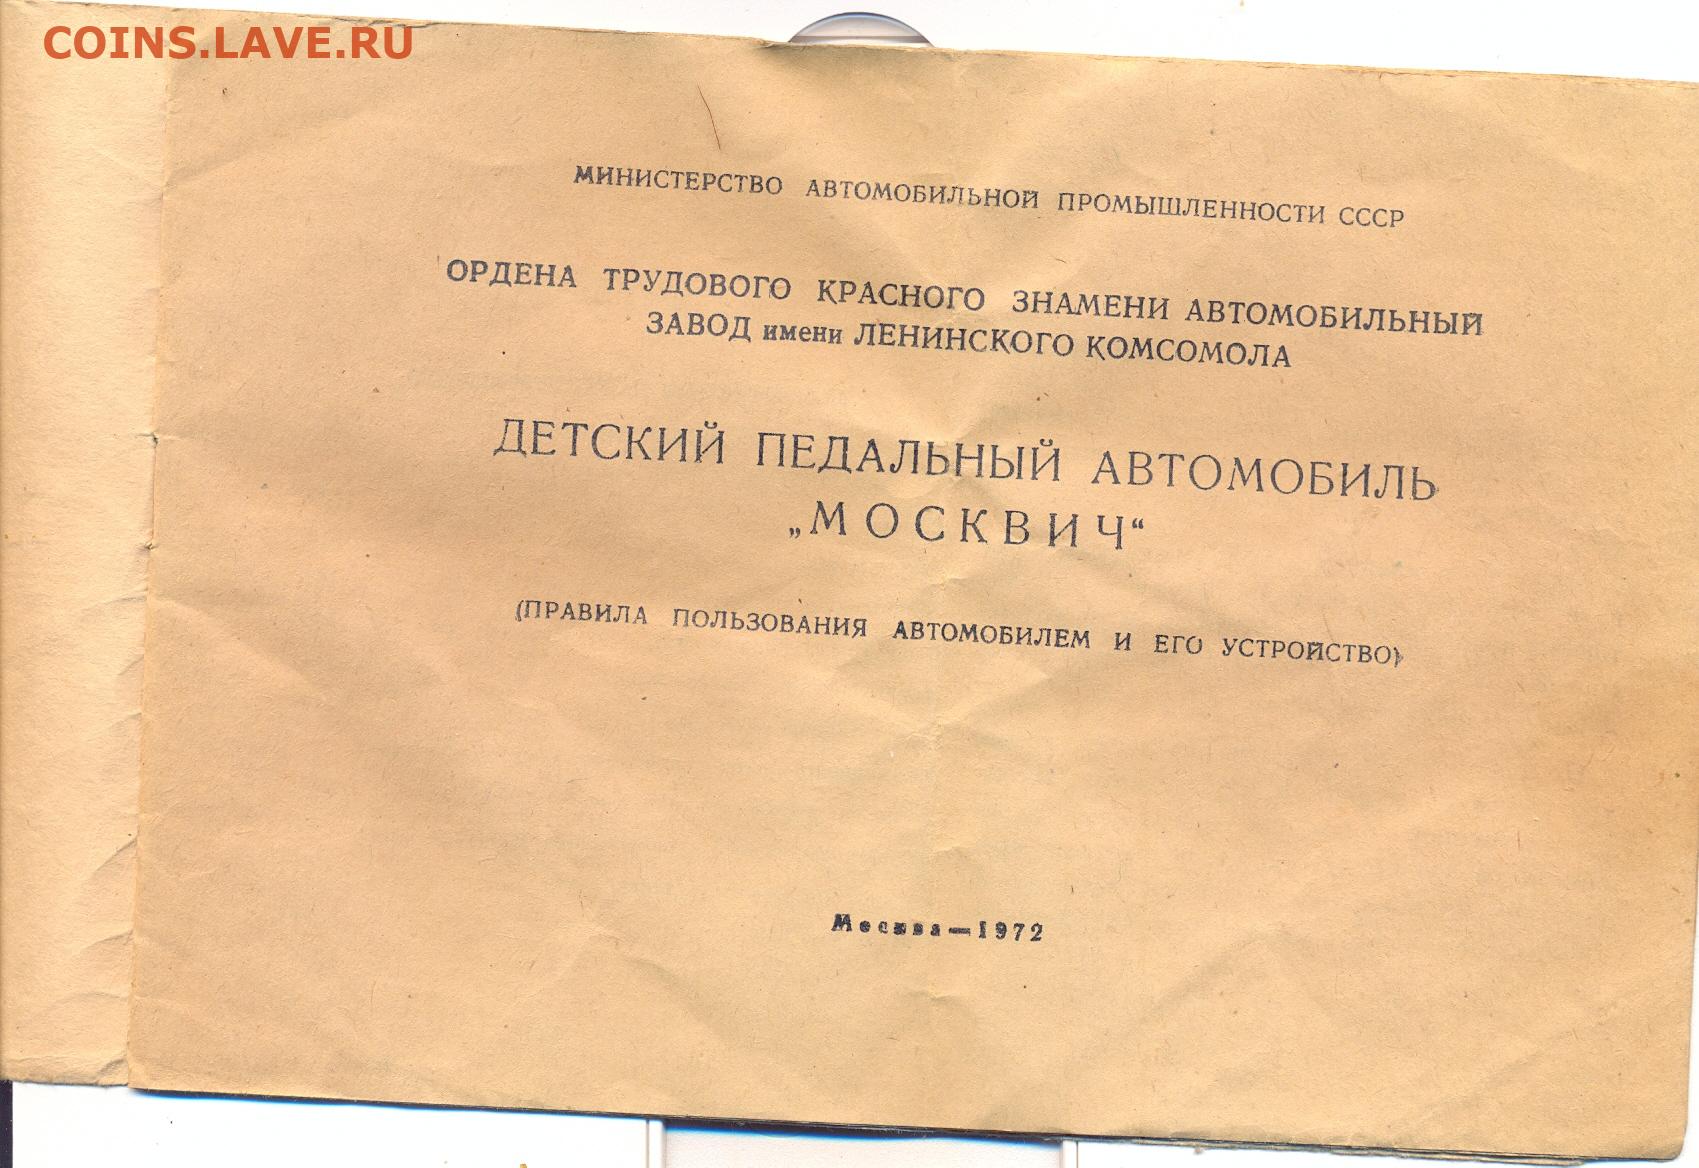 COINS.LAVE.RU
МИНИСТЕРСТВО АВТОМОБИЛЬНОЙ ПРОМЫШЛЕННОСТИ СССР
ОРДЕНА ТРУДОВОГО КРАСНОГО ЗНАМЕНИ АВТОМОБИЛЬНЫЙ
ЗАВОД имени ЛЕНИНСКОГО КОМСОМОЛА
ДЕТСКИЙ ПЕДАЛЬНЫЙ АВТОМОБИЛЬ
„МОСКВИЧ“
(ПРАВИЛА ПОЛЬЗОВАНИЯ АВТОМОБИЛЕМ И ЕГО УСТРОЙСТВО)
Москва—1972